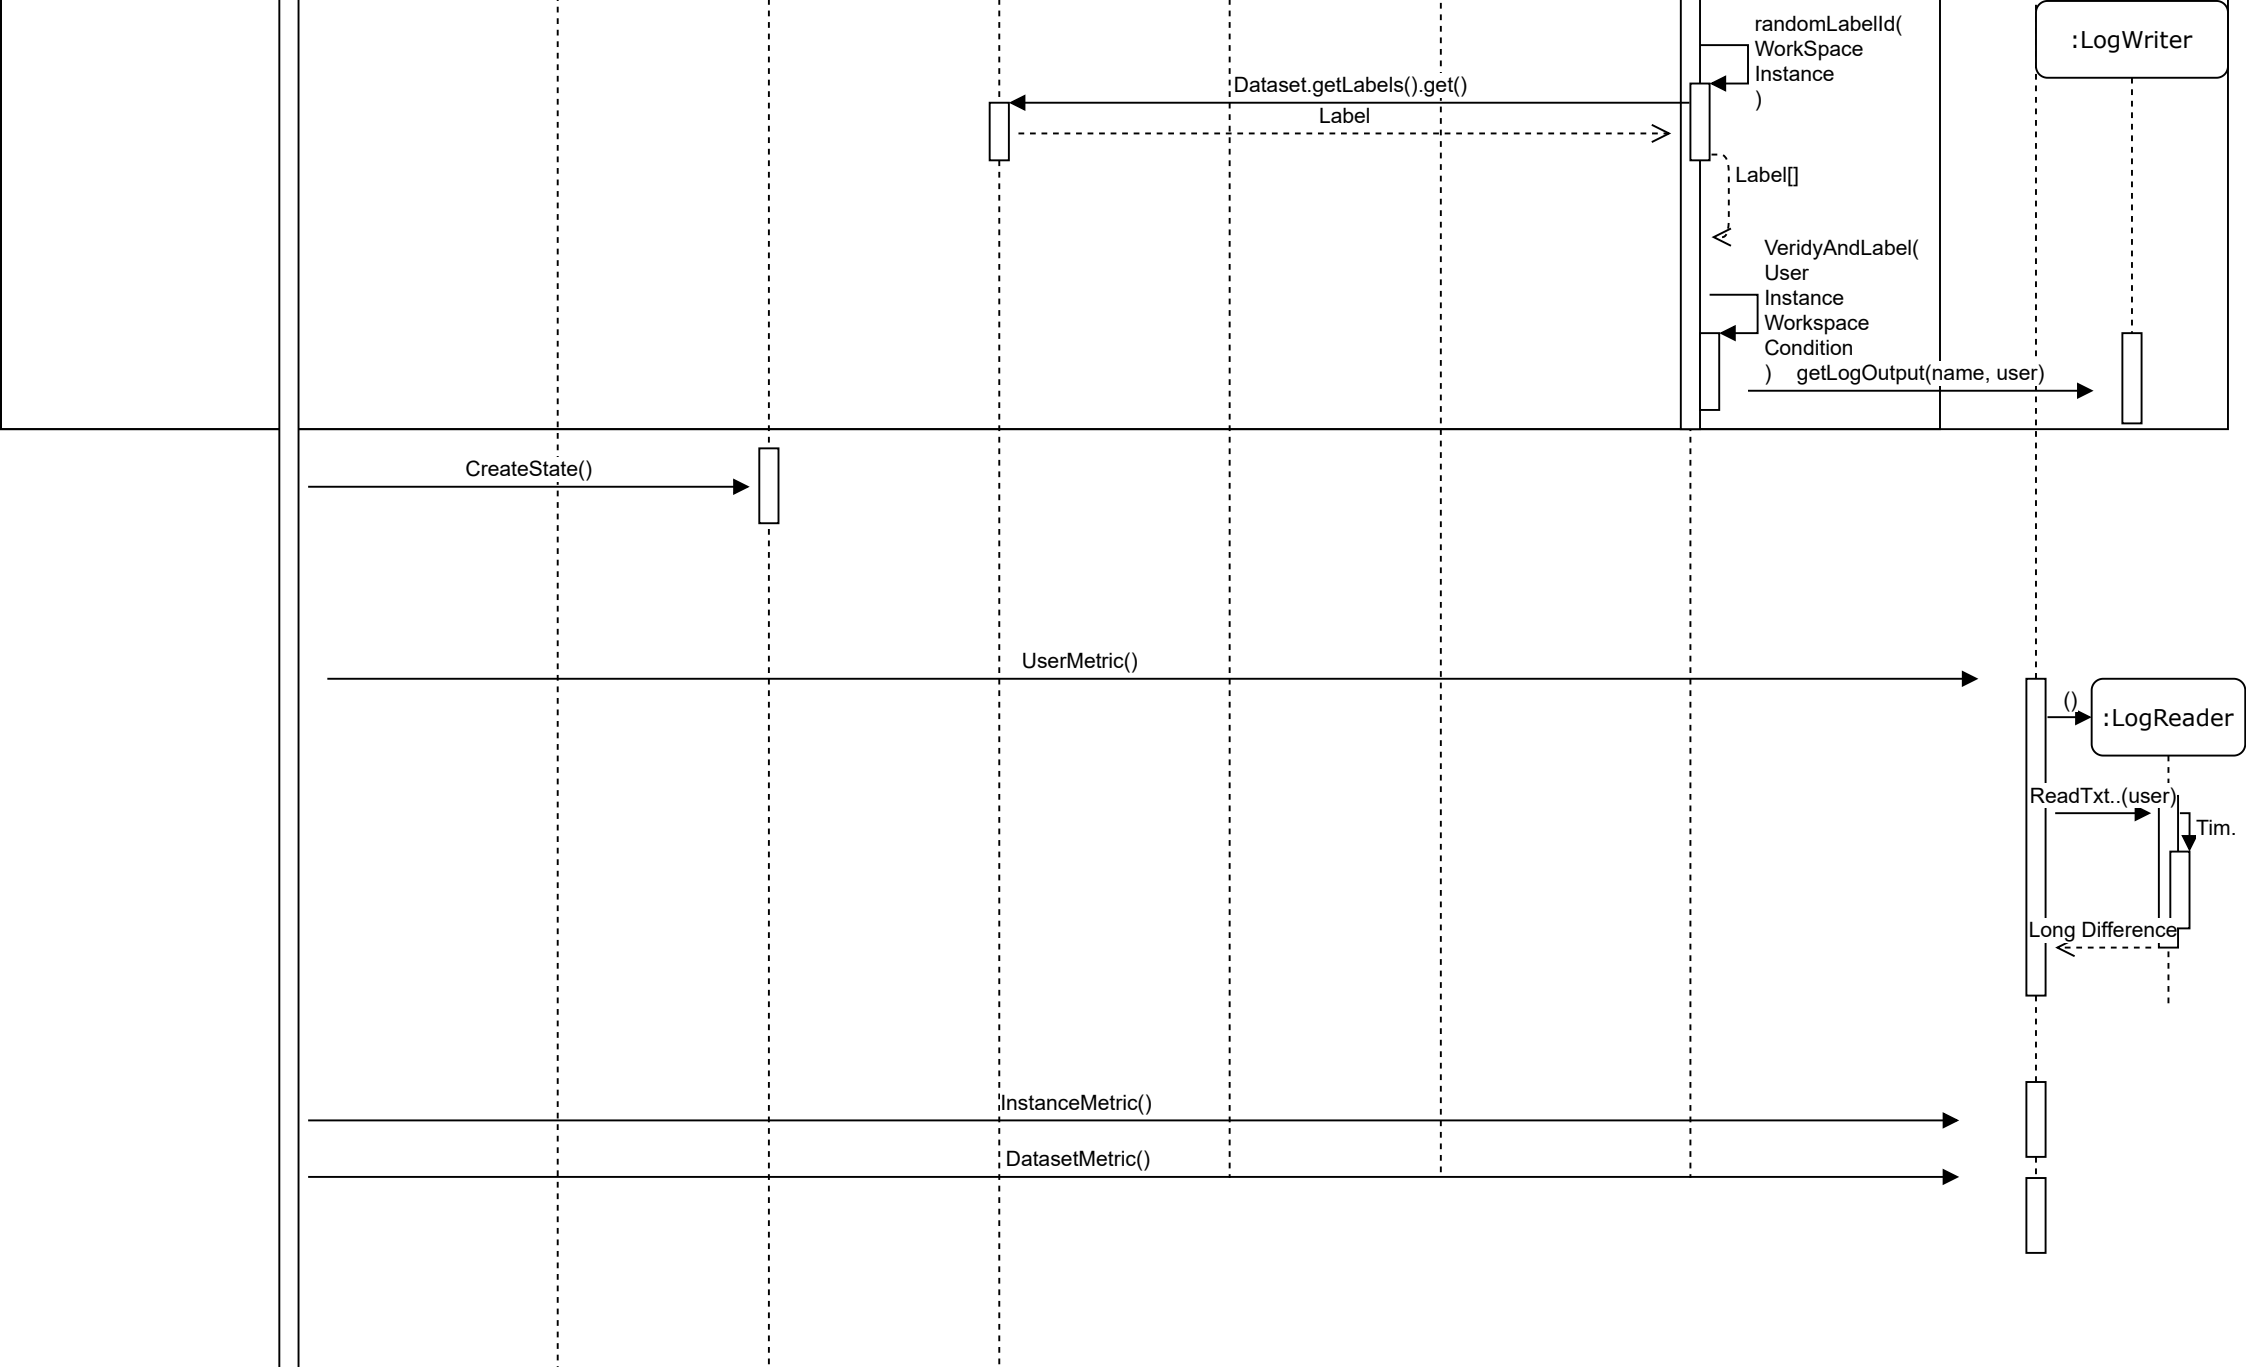 randomLabelId(
WorkSpace
Instance
)
:LogWriter
Dataset.getLabels().get()
Label
Label[]
VeridyAndLabel(
User
Instance
Workspace
Condition
)
getLogOutput(name, user)
CreateState()
UserMetric()
()
:LogReader
ReadTxt..(user)
Tim.
Long Difference
InstanceMetric()
DatasetMetric()